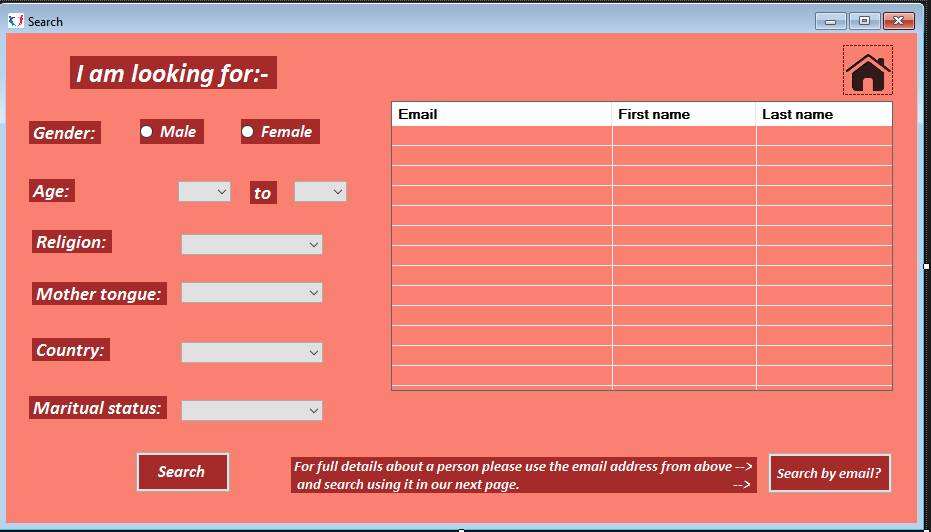 Search
I am looking for:-
Gender:
Male
Female
Age:
to
Religion:
Mother tongue:
Country:
Maritual status:
Search
Email
First name
Last name
For full details about a person please use the email address from above -->
and search using it in our next page. -->
Search by email?